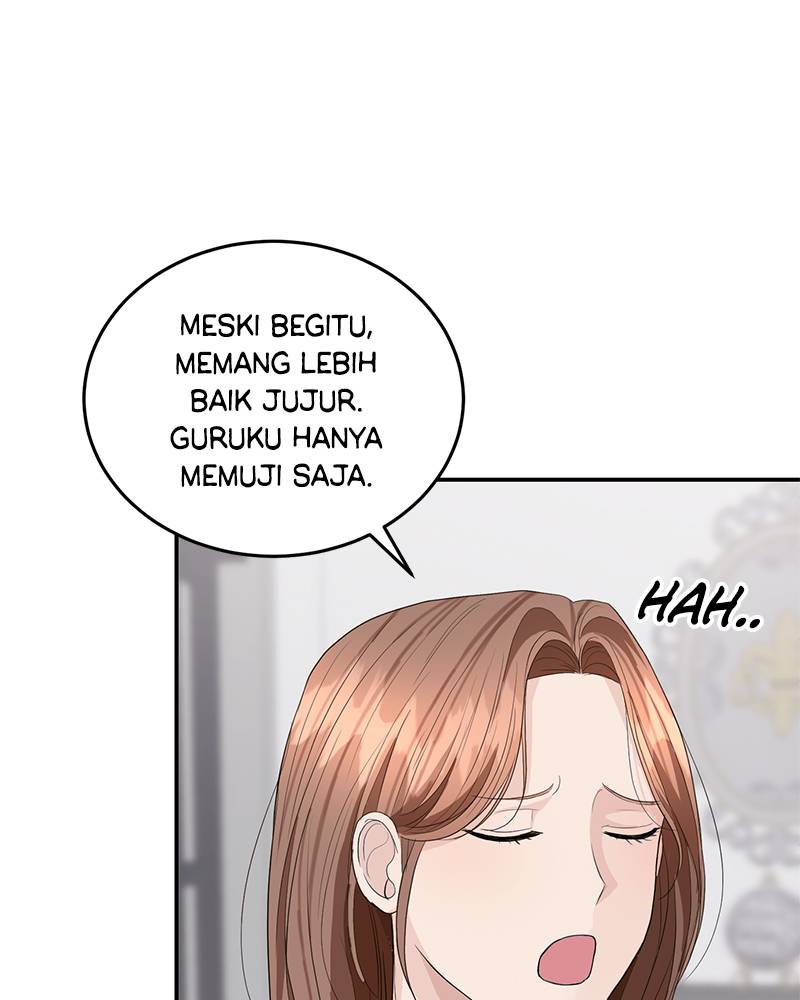 MESKI BEGITU,
MEMANG LEBIH
BAIK JUJUR.
GURUKU HANYA
MEMUJI SAJA.
HAH..